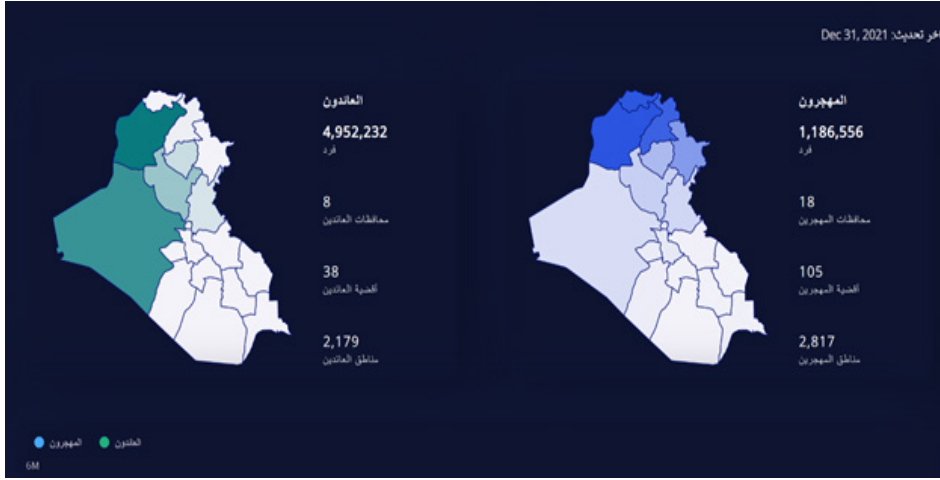 اخر تحديث: Dec 31, 2021
المهجرون
1,186,556
فرد
18
محافظات المهجرين
105
أقضية المهجرين
2,817
مناطق المهجرين
العائدون
4,952,232
فرد
8
محافظات العائدين
38
أقضية العائدين
2,179
مناطق العائدين
العائدون
المهجرون
6M